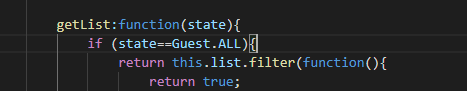 getList:function(state){
if (state==Guest.ALL){
return this.list.filter(function(){
return true;